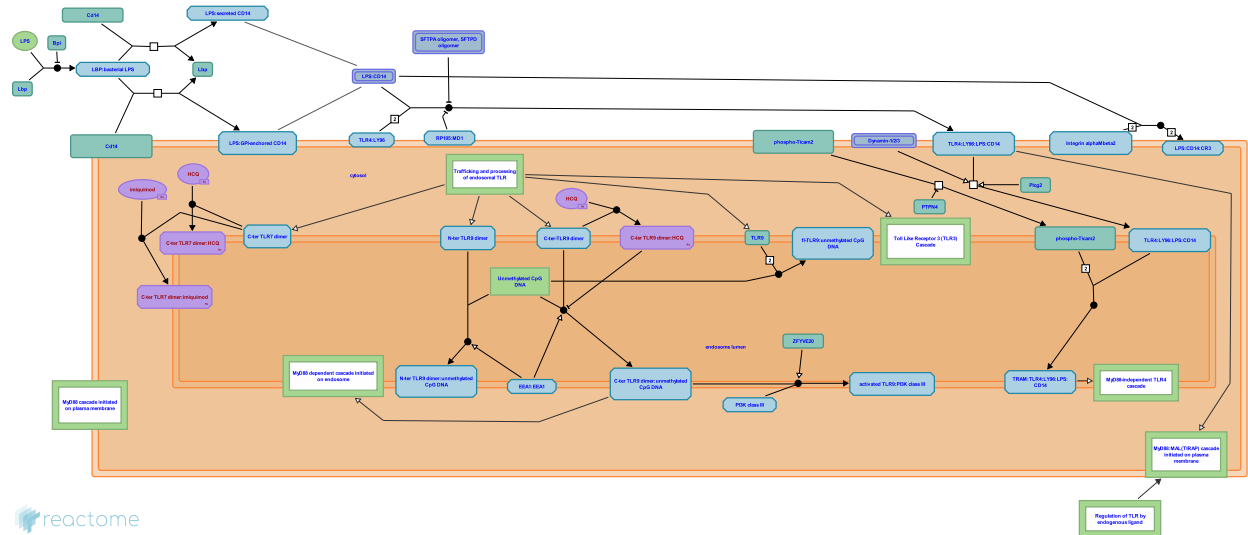 Cd14
LPS:secreted CD14
LPS
Bpi
SFTPA oligomer, SFTPD
oligomer
LBP:bacterial LPS
Lbp
LPS:CD14
Lbp
2
2
2
Cd14
LPS:GPI-anchored CD14
TLR4:LY96
RP105:MD1
phospho-Ticam2
Dynamin-1/2/3
TLR4:LY96:LPS:CD14
Integrin alphaMbeta2
LPS:CD14:CR3
HCQ
imiquimod
cytosol
Trafficking and processing
of endosomal TLR
HCQ
Pkg2
PTPN4
C-ter TLR7 dimer
C-ter TLR7 dimer:HCQ
N-ter TLR9 dimer
C-ter-TLR9 dimer
C-ter TLR9 dimer:HCQ
TLR9
fl-TLR9:unmethylated CpG
DNA
Toll Like Receptor 3 (TLR3)
Cascade
phospho-Ticam2
TLR4:LY96:LPS:CD14
2
2
Unmethylated CpG
DNA
C-ter TLR7 dimer:imiquimod
endosome lumen
ZFYVE20
MyD88 dependent cascade initiated
on endosome
N-ter TLR9 dimer:unmethylated
CpG DNA
EEA1:EEA1
C-ter TLR9 dimer:unmethylated
CpG DNA
activated TLR9:PI3K class III
TRAM:TLR4:LY96:LPS:
CD14
MyD88-independent TLR4
cascade
PI3K class III
MyD88 cascade initiated
on plasma membrane
MyD88:MAL(TIRAP) cascade
initiated on plasma
membrane
Regulation of TLR by
endogenous ligand
reactome